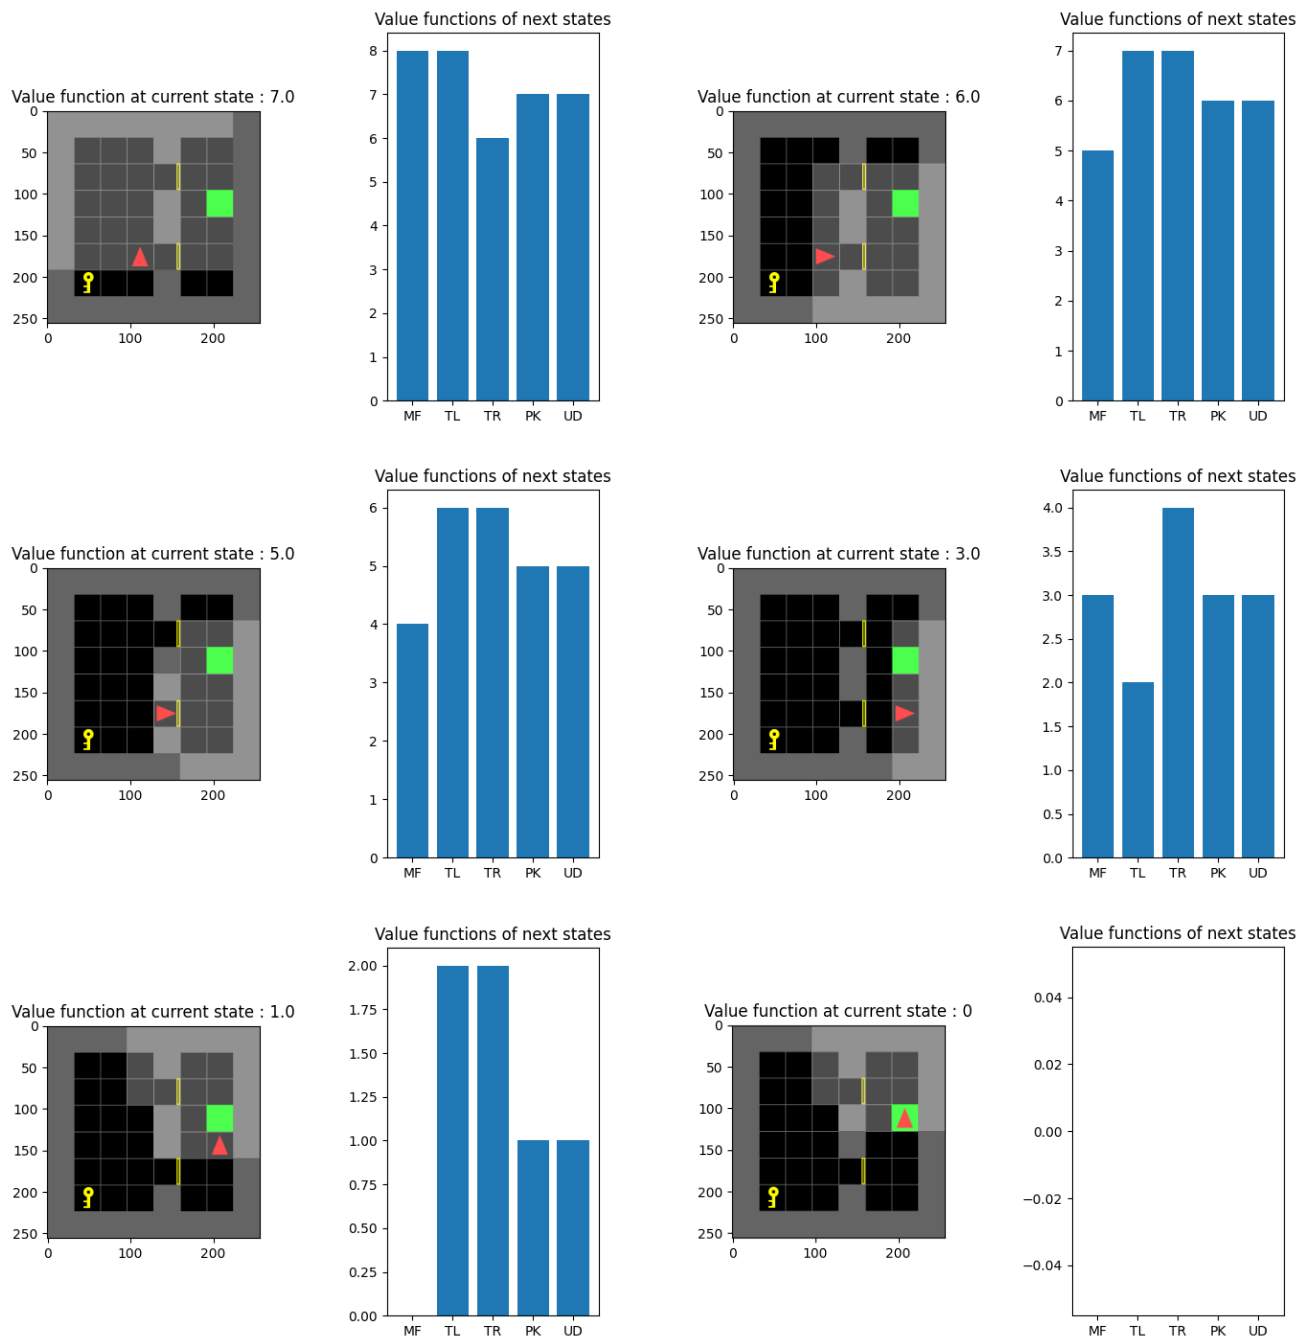 Value function at current state : 7.0
0
50
100
150
200
250
0
100
200
Value functions of next states
8
7
6
5
4
3
2
1
0
MF
TL
TR
PK
UD
Value function at current state : 6.0
0
50
100
150
200
250
0
100
200
Value functions of next states
7
6
5
4
3
2
1
0
MF
TL
TR
PK
UD
Value function at current state : 5.0
0
50
100
150
200
250
0
100
200
Value functions of next states
6
5
4
3
2
1
0
MF
TL
TR
PK
UD
Value function at current state : 3.0
0
50
100
150
200
250
0
100
200
Value functions of next states
4.0
3.5
3.0
2.5
2.0
1.5
1.0
0.5
0.0
MF
TL
TR
PK
UD
Value function at current state : 1.0
0
50
100
150
200
250
0
100
200
Value functions of next states
2.00
1.75
1.50
1.25
1.00
0.75
0.50
0.25
0.00
MF
TL
TR
PK
UD
Value function at current state : 0
0
50
100
150
200
250
0
100
200
Value functions of next states
0.04
0.02
0.00
−0.02
−0.04
MF
TL
TR
PK
UD